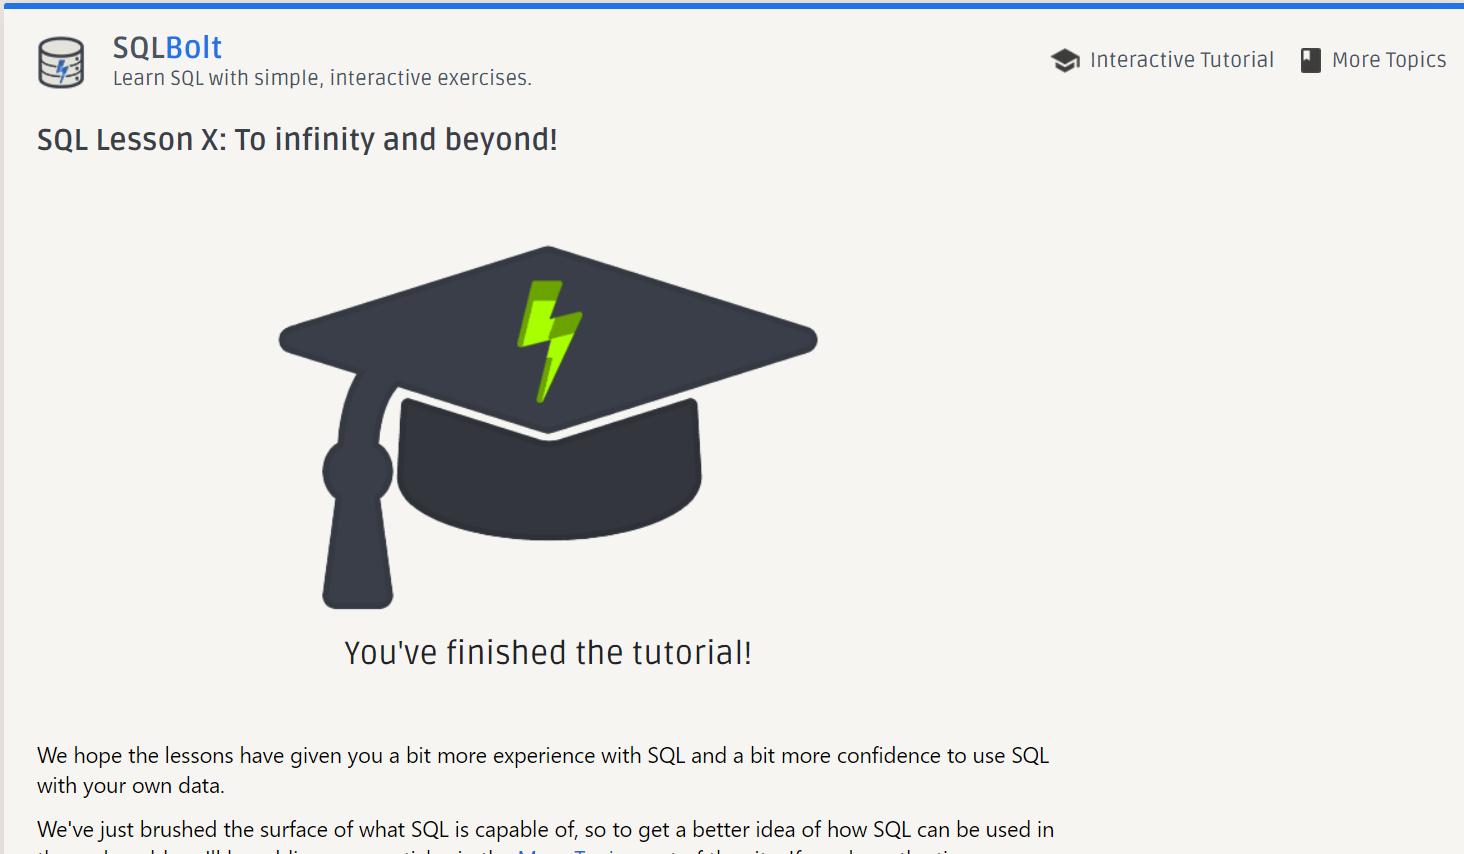 SQLBolt
Learn SQL with simple, interactive exercises.
Interactive Tutorial
More Topics
SQL Lesson X: To infinity and beyond!
You've finished the tutorial!
We hope the lessons have given you a bit more experience with SQL and a bit more confidence to use SQL
with your own data.
We've just brushed the surface of what SQL is capable of, so to get a better idea of how SQL can be used in